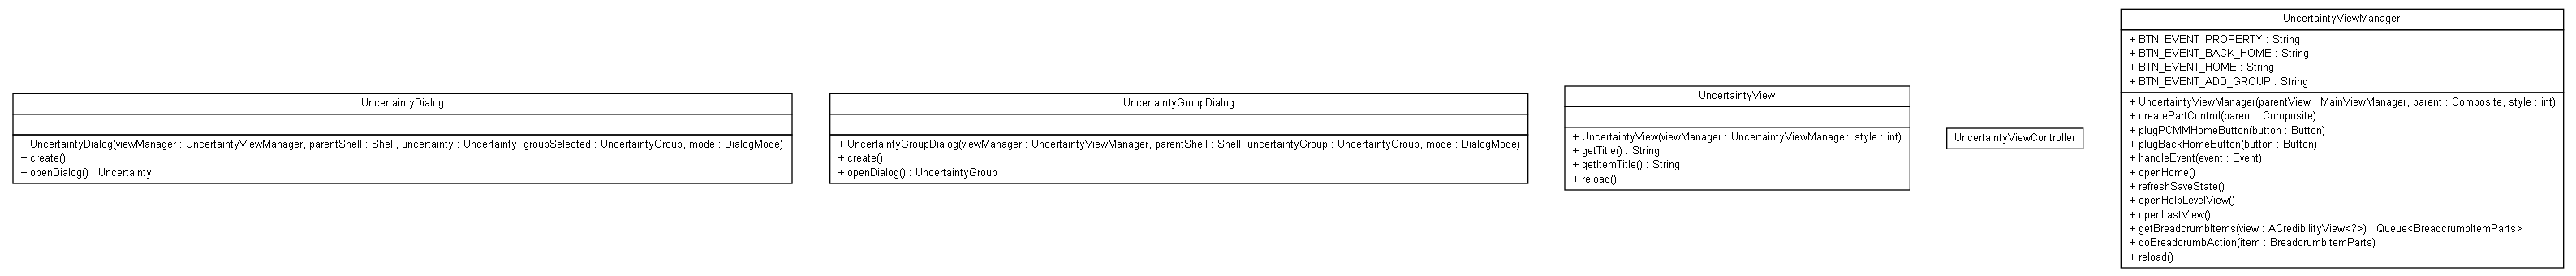 UncertaintyDialog
+ UncertaintyDialog(viewManager : UncertaintyViewManager, parentShell : Shell, uncertainty : Uncertainty, groupSelected : UncertaintyGroup, mode : DialogMode)
+ create()
+ openDialog() : Uncertainty
UncertaintyGroupDialog
+ UncertaintyGroupDialog(viewManager : UncertaintyViewManager, parentShell : Shell, uncertaintyGroup : UncertaintyGroup, mode : DialogMode)
+ create()
+ openDialog() : UncertaintyGroup
UncertaintyView
+ UncertaintyView(viewManager : UncertaintyViewManager, style : int)
+ getTitle() : String
+ getItemTitle() : String
+ reload()
UncertaintyViewController
UncertaintyViewManager
+ BTN_EVENT_PROPERTY : String
+ BTN_EVENT_BACK_HOME : String
+ BTN_EVENT_HOME : String
+ BTN_EVENT_ADD_GROUP : String
+ UncertaintyViewManager(parentView : MainViewManager, parent : Composite, style : int)
+ createPartControl(parent : Composite)
+ plugPCMMHomeButton(button : Button)
+ plugBackHomeButton(button : Button)
+ handleEvent(event : Event)
+ openHome()
+ refreshSaveState()
+ openHelpLevelView()
+ openLastView()
+ getBreadcrumbItems(view : ACredibilityView<?>) : Queue<BreadcrumbItemParts>
+ doBreadcrumbAction(item : BreadcrumbItemParts)
+ reload()